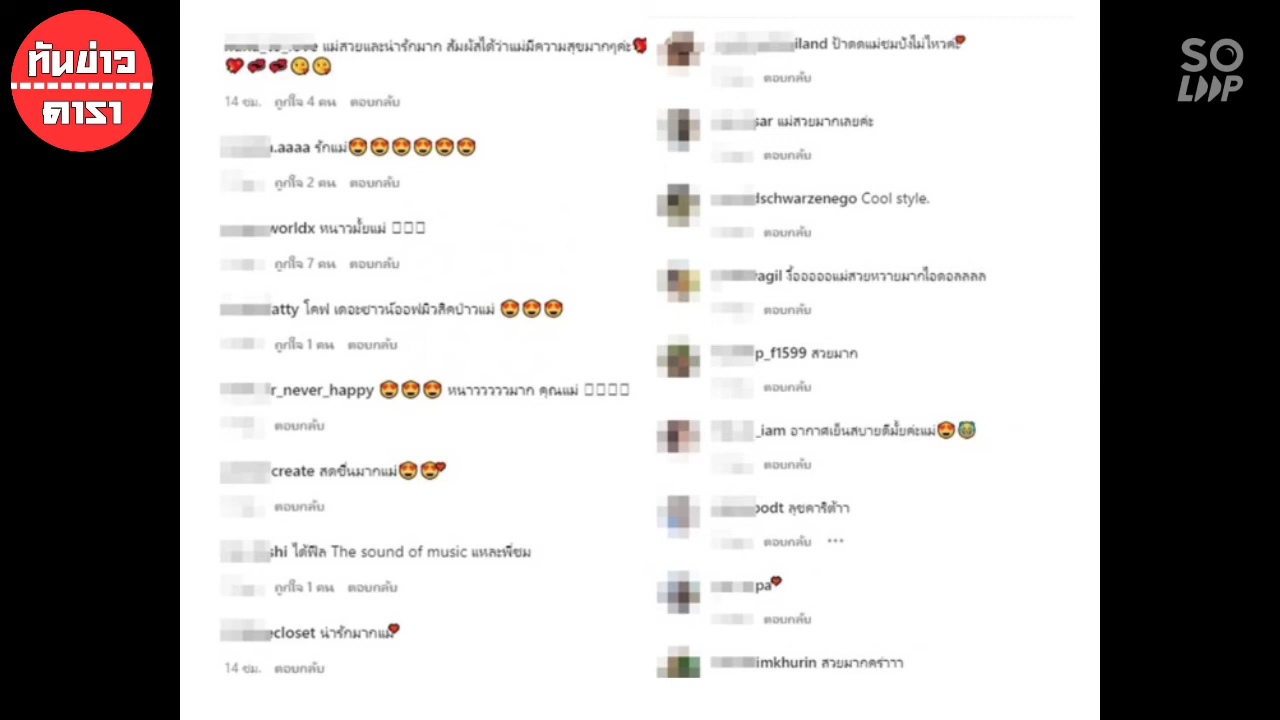 ทันข่าว
ดารา
SO
LOOP
แม่สวยและน่ารักมาก สัมผัสได้ว่าแม่มีความสุขมากๆค่ะ
14 ชม. ถูกใจ 4 คน ตอบกลับ
.aaaa รักแม่😍😍😍😍😍😍
ถูกใจ 2 คน ตอบกลับ
worldx หนาวมั้ยแม่ □□□
ถูกใจ 7 คน ตอบกลับ
atty โคฟ เดอะซาวน์ออฟมิวสิคป่าวแม่ 😍😍😍
ถูกใจ 1 คน ตอบกลับ
r_never_happy 😍😍😍 หนาวววววมาก คุณแม่ □□□□
ตอบกลับ
create สดชื่นมากแม่😍😍
ตอบกลับ
shi ได้ฟีล The sound of music แหละพี่ชม
ถูกใจ 1 คน ตอบกลับ
ecloset น่ารักมากแม่
14 ชม. ตอบกลับ
iland ป้าดดแม่ชมบ่งไม่ไหวค่ะ
ตอบกลับ
sar แม่สวยมากเลยค่ะ
ตอบกลับ
dschwarzenego Cool style.
ตอบกลับ
agil งื้อออออแม่สวยหวายมากไอดอลลลล
ตอบกลับ
p_f1599 สวยมาก
ตอบกลับ
_iam อากาศเย็นสบายดีมั้ยค่ะแม่😍
ตอบกลับ
oodt ลุซคาริต้าา
ตอบกลับ •••
pa
ตอบกลับ
imkhurin สวยมากคร่าาา